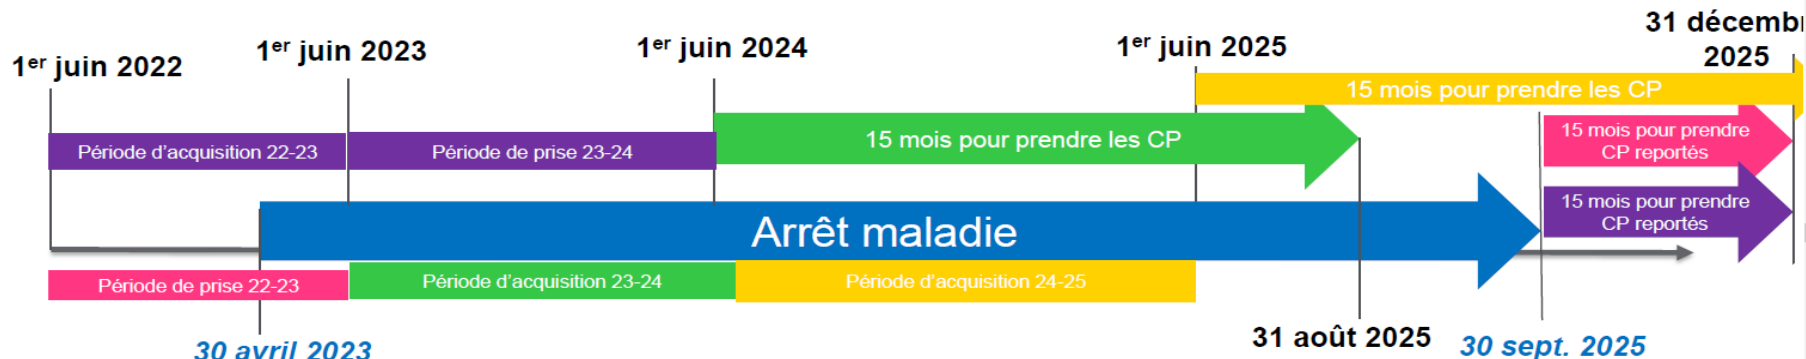 31 décemb
2025
1er juin 2022
1er juin 2023
1er juin 2024
1er juin 2025
15 mois pour prendre les CP
Période d'acquisition 22-23
Période de prise 23-24
15 mois pour prendre les CP
15 mois pour prendre
CP reportés
Arrêt maladie
15 mois pour prendre
CP reportés
Période de prise 22-23
Période d'acquisition 23-24
Période d'acquisition 24-25
30 avril 2023
31 août 2025
30 sept. 2025